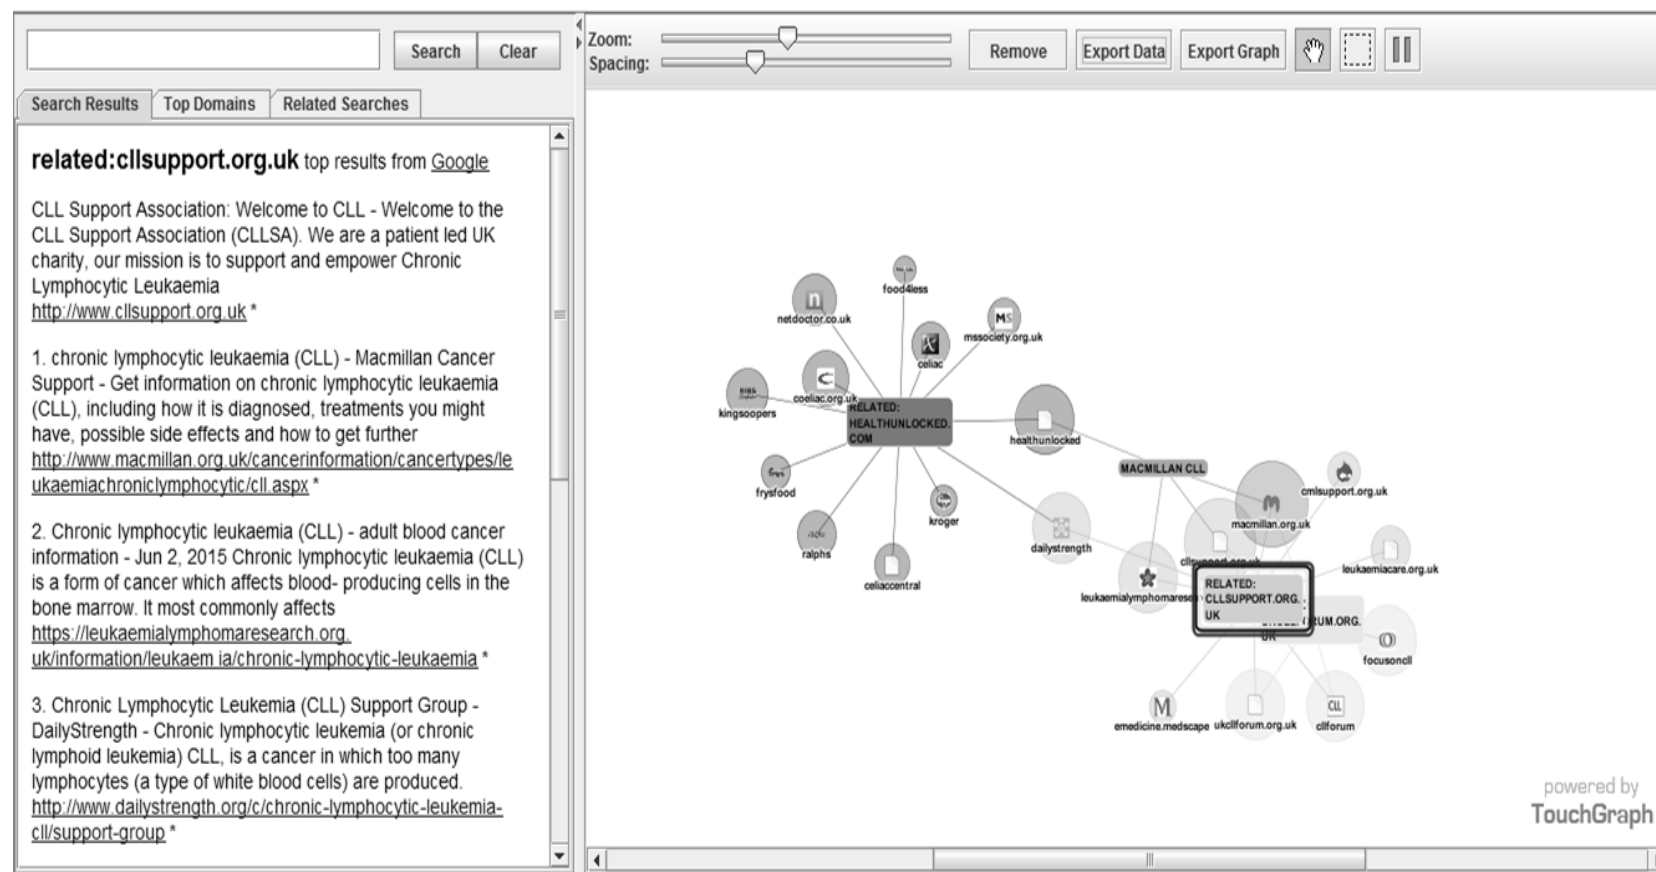 Search
Clear
Zoom:
Spacing:
Remove
Export Data
Export Graph
Search Results
Top Domains
Related Searches
related:cllsupport.org.uk top results from Google
CLL Support Association: Welcome to CLL - Welcome to the
CLL Support Association (CLLSA). We are a patient led UK
charity, our mission is to support and empower Chronic
Lymphocytic Leukaemia
http://www.cllsupport.org.uk *
1. chronic lymphocytic leukaemia (CLL) - Macmillan Cancer
Support - Get information on chronic lymphocytic leukaemia
(CLL), including how it is diagnosed, treatments you might
have, possible side effects and how to get further
http://www.macmillan.org.uk/cancerinformation/cancertypes/le
ukaemiachroniclymphocytic/cll.aspx *
2. Chronic lymphocytic leukaemia (CLL) - adult blood cancer
information - Jun 2, 2015 Chronic lymphocytic leukaemia (CLL)
is a form of cancer which affects blood- producing cells in the
bone marrow. It most commonly affects
https://leukaemialymphomaresearch.org.
uk/information/leukaem ia/chronic-lymphocytic-leukaemia *
3. Chronic Lymphocytic Leukemia (CLL) Support Group -
DailyStrength - Chronic lymphocytic leukemia (or chronic
lymphoid leukemia) CLL, is a cancer in which too many
lymphocytes (a type of white blood cells) are produced.
http://www.dailystrength.org/c/chronic-lymphocytic-leukemia-
cll/support-group *
food4less
n
netdoctor.co.uk
MS
mssociety.org.uk
celiac
coeliac.org.uk
kingsoopers
RELATED:
HEALTHUNLOCKED.
COM
healthunlocked
MACMILLAN CLL
frysfood
kroger
ralphs
celiaccentral
dailystrength
m
macmillan.org.uk
cmlsupport.org.uk
cllsupport.org.uk
leukaemiacare.org.uk
leukaemialymphomarese
RELATED:
CLLSUPPORT.ORG.
UK
RUM.ORG.
UK
focusoncll
M
emedicine.medscape
ukcllforum.org.uk
CLL
cllforum
powered by
TouchGraph